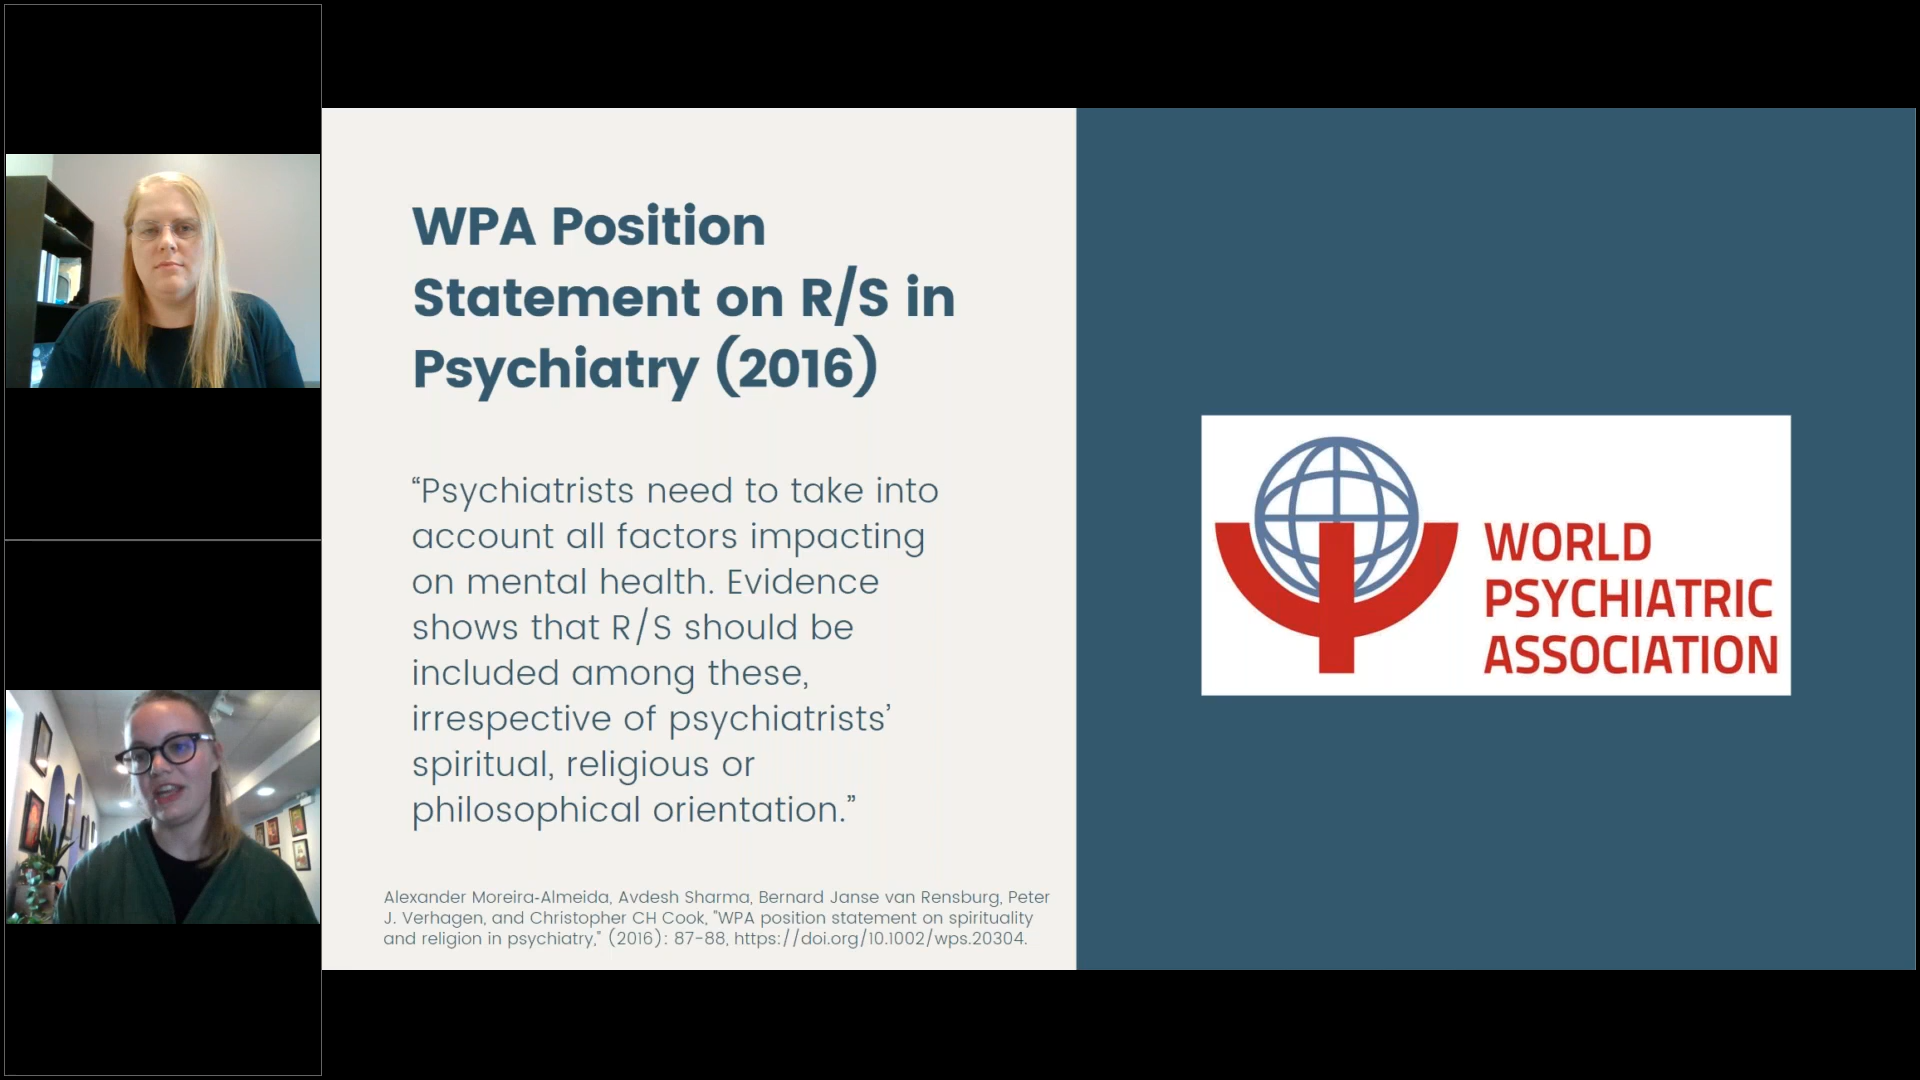 WPA Position
Statement on R/S in
Psychiatry (2016)
“Psychiatrists need to take into
account all factors impacting
on mental health. Evidence
shows that R/S should be
included among these,
irrespective of psychiatrists’
spiritual, religious or
philosophical orientation.”
Alexander Moreira-Almeida, Avdesh Sharma, Bernard Janse van Rensburg, Peter
J. Verhagen, and Christopher CH Cook, "WPA position statement on spirituality
and religion in psychiatry," (2016): 87-88, https://doi.org/10.1002/wps.20304.
WORLD
PSYCHIATRIC
ASSOCIATION